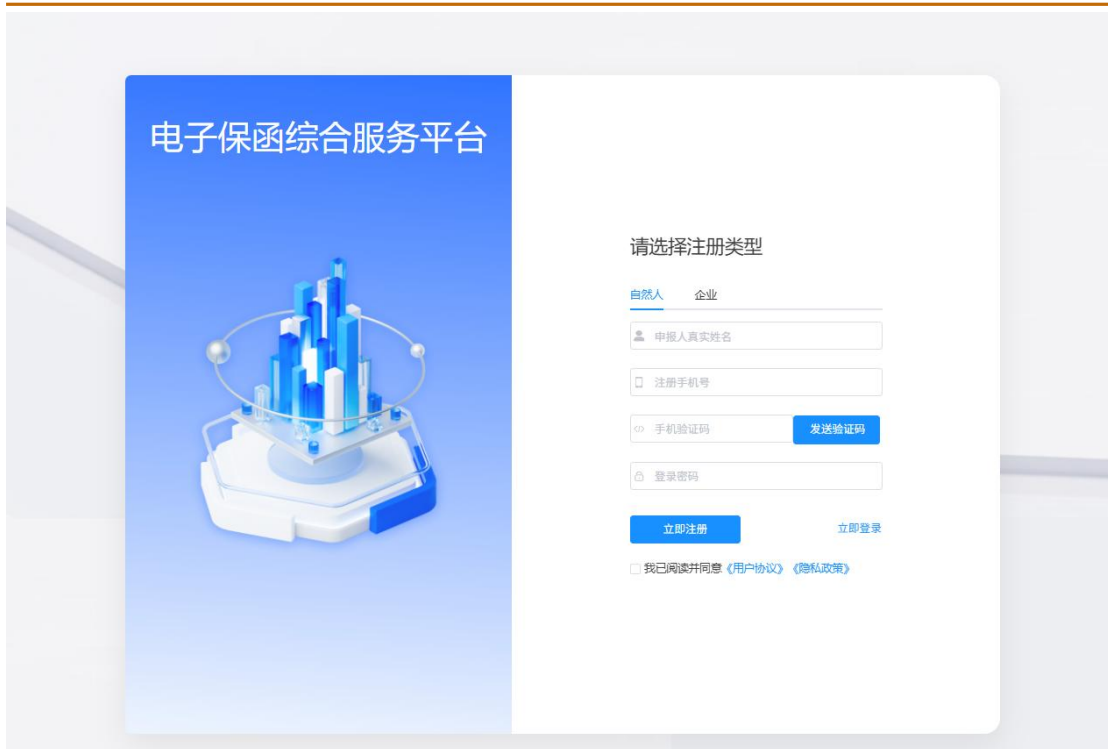 电子保函综合服务平台
请选择注册类型
自然人 企业
申报人真实姓名
注册手机号
手机验证码 发送验证码
登录密码
立即注册 立即登录
我已阅读并同意《用户协议》《隐私政策》